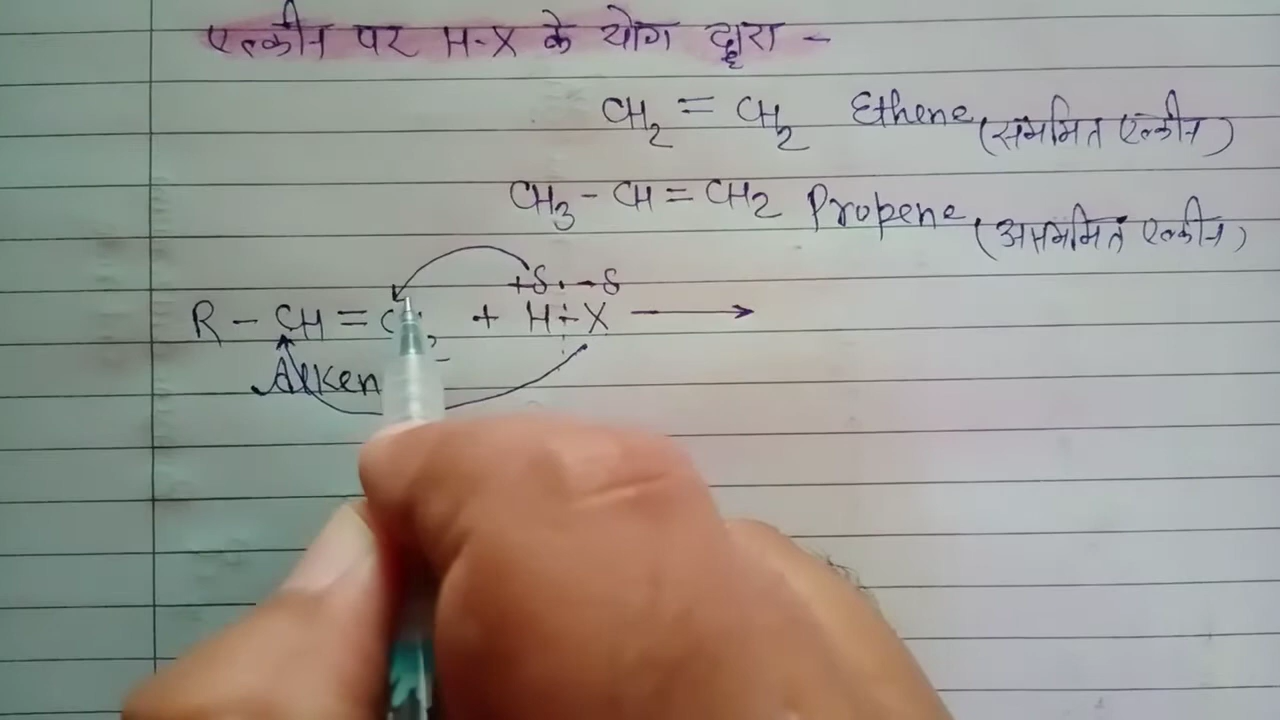 एल्कीन पर H-X के योग द्वारा -
CH2 = CH2 Ethene (सममित एल्कीन)
CH3 - CH = CH2 Propene (असममित एल्कीन)
+δ -δ
R - CH = C + H - X ⟶
Alken